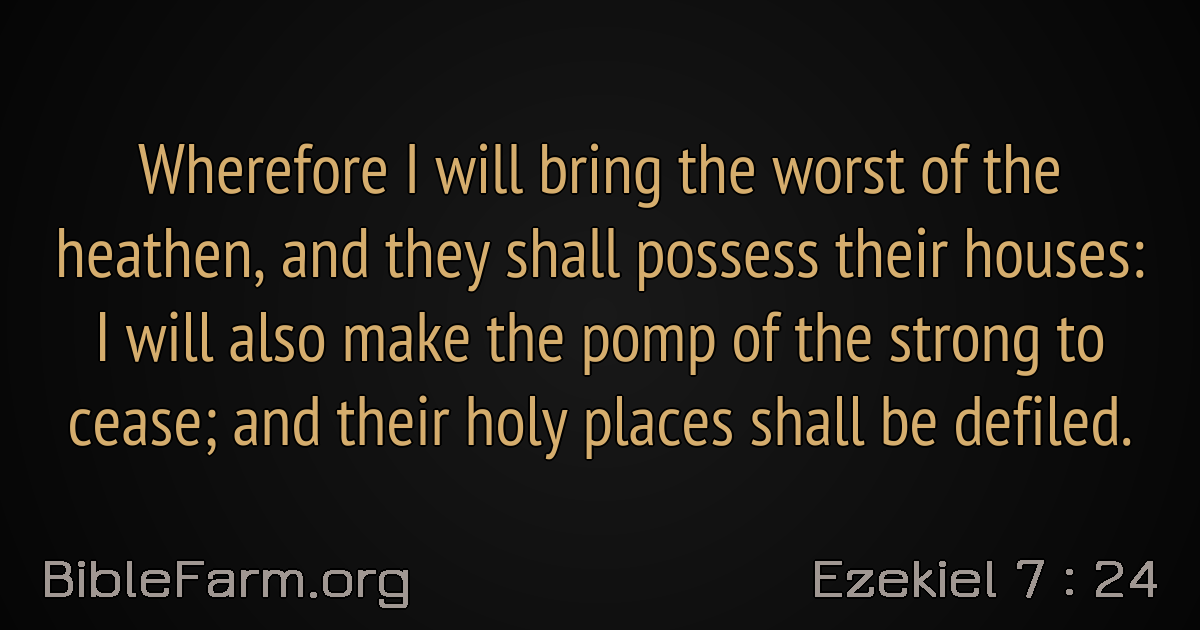 Wherefore I will bring the worst of the
heathen, and they shall possess their houses:
I will also make the pomp of the strong to
cease; and their holy places shall be defiled.
BibleFarm.org
Ezekiel 7 : 24